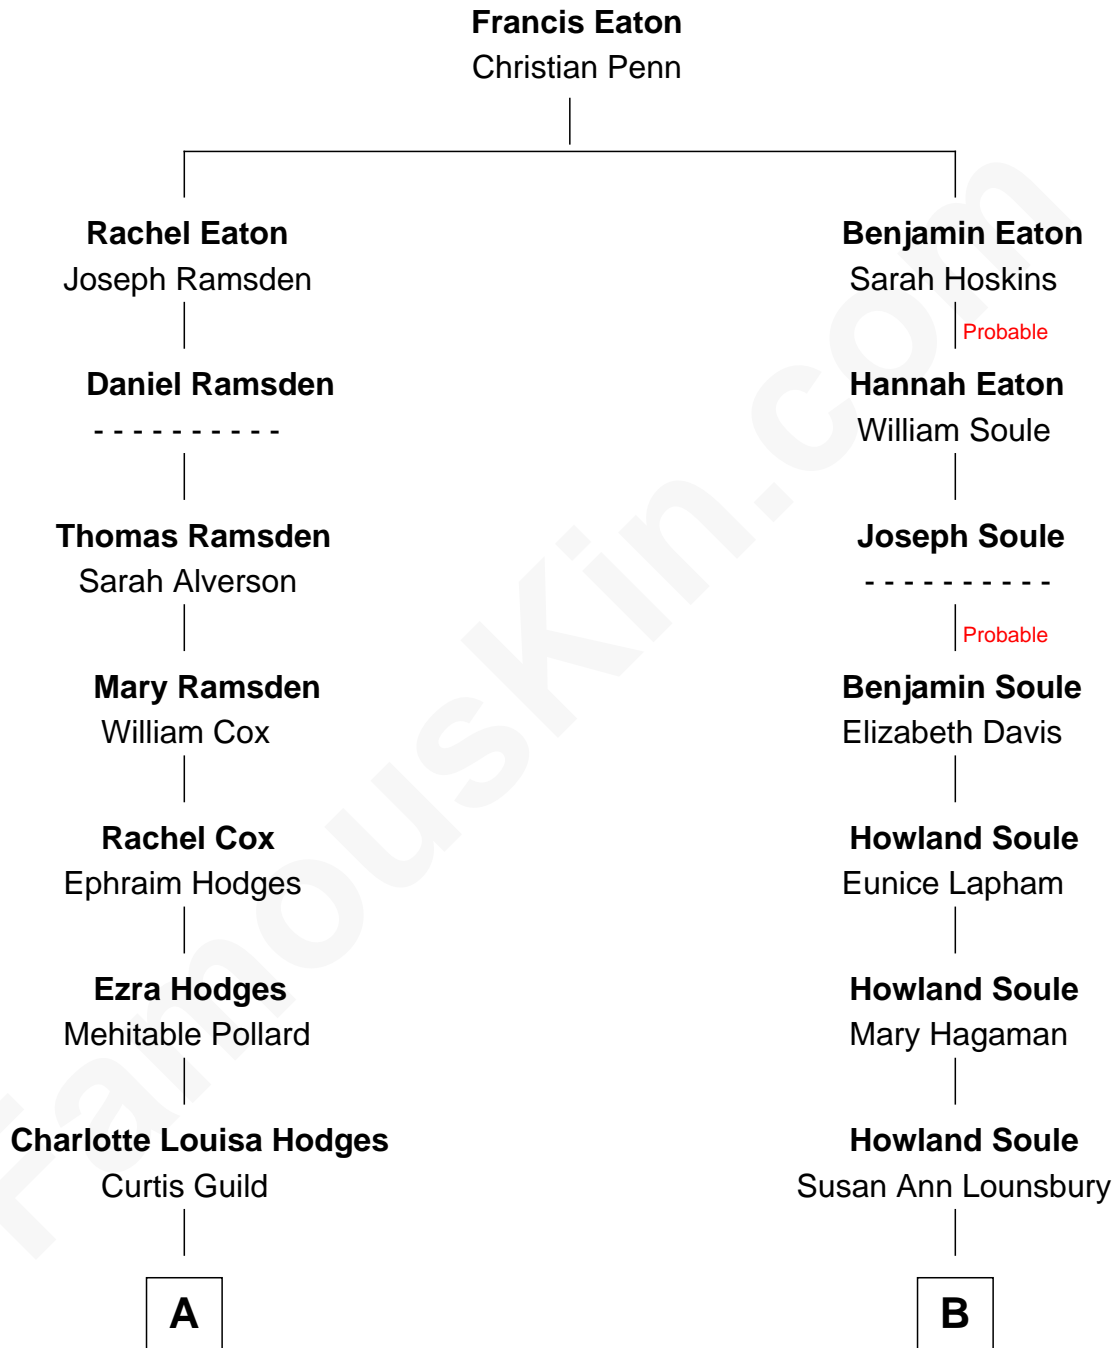 Francis Eaton
Christian Penn
Rachel Eaton
Joseph Ramsden
Benjamin Eaton
Sarah Hoskins
Probable
Daniel Ramsden
- - - - - - - - - -
Hannah Eaton
William Soule
Thomas Ramsden
Sarah Alverson
Joseph Soule
- - - - - - - - - -
Probable
Mary Ramsden
William Cox
Benjamin Soule
Elizabeth Davis
Rachel Cox
Ephraim Hodges
Howland Soule
Eunice Lapham
Ezra Hodges
Mehitable Pollard
Howland Soule
Mary Hagaman
Charlotte Louisa Hodges
Curtis Guild
Howland Soule
Susan Ann Lounsbury
A
B
FamousKin.com